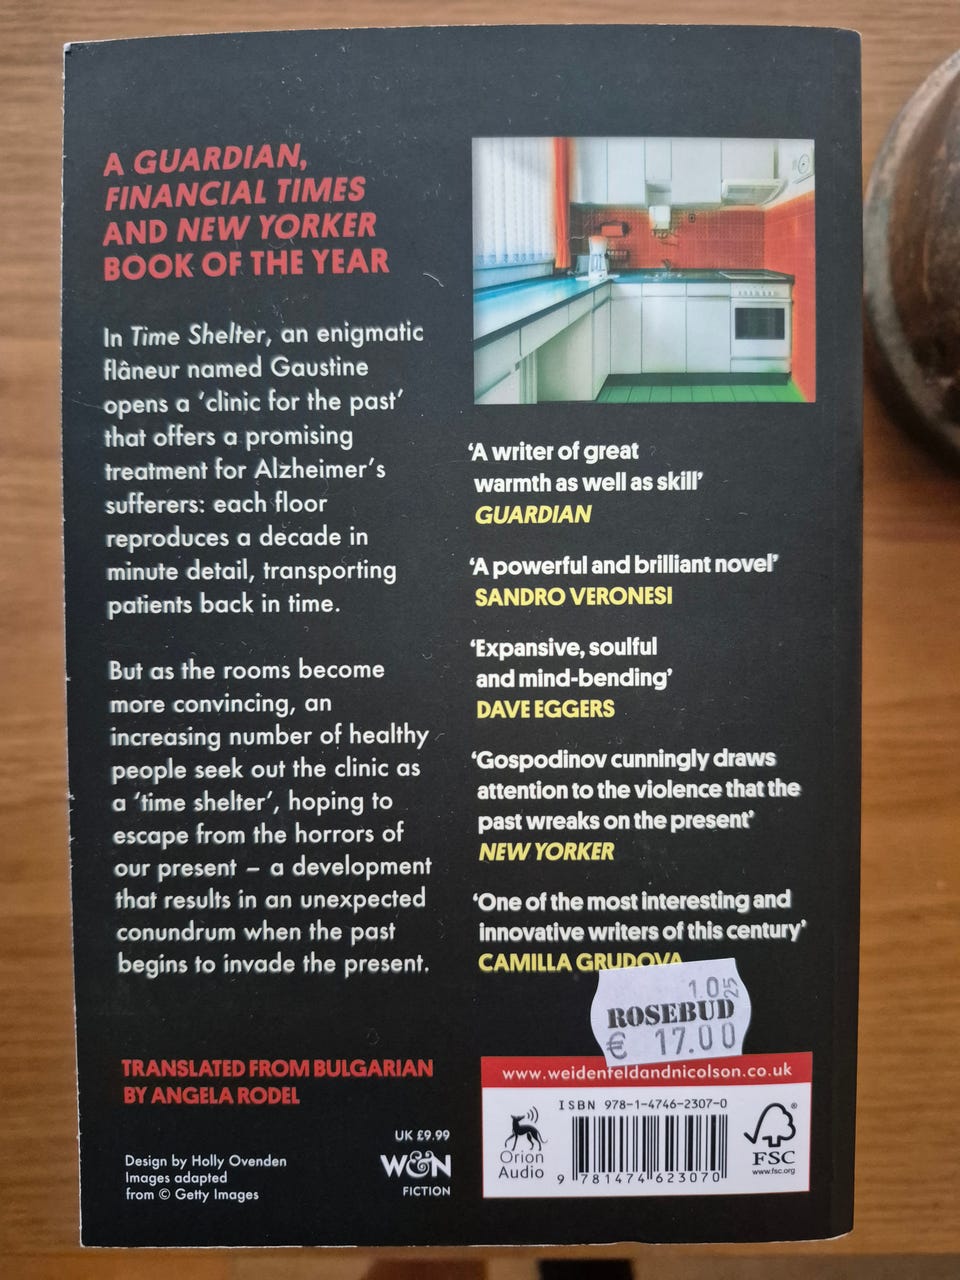 A GUARDIAN,
FINANCIAL TIMES
AND NEW YORKER
BOOK OF THE YEAR
In Time Shelter, an enigmatic
flâneur named Gaustine
opens a ‘clinic for the past’
that offers a promising
treatment for Alzheimer’s
sufferers: each floor
reproduces a decade in
minute detail, transporting
patients back in time.
But as the rooms become
more convincing, an
increasing number of healthy
people seek out the clinic as
a ‘time shelter’, hoping to
escape from the horrors of
our present – a development
that results in an unexpected
conundrum when the past
begins to invade the present.
TRANSLATED FROM BULGARIAN
BY ANGELA RODEL
Design by Holly Ovenden
Images adapted
from © Getty Images
UK £9.99
W&N
FICTION
‘A writer of great
warmth as well as skill’
GUARDIAN
‘A powerful and brilliant novel’
SANDRO VERONESI
‘Expansive, soulful
and mind-bending’
DAVE EGGERS
‘Gospodinov cunningly draws
attention to the violence that the
past wreaks on the present’
NEW YORKER
‘One of the most interesting and
innovative writers of this century’
CAMILLA GRUDOVA
1.05
25
ROSEBUD
€ 17.00
www.weidenfeldandnicolson.co.uk
ISBN 978-1-4746-2307-0
Orion
Audio
9 781474 623070
FSC
www.fsc.org